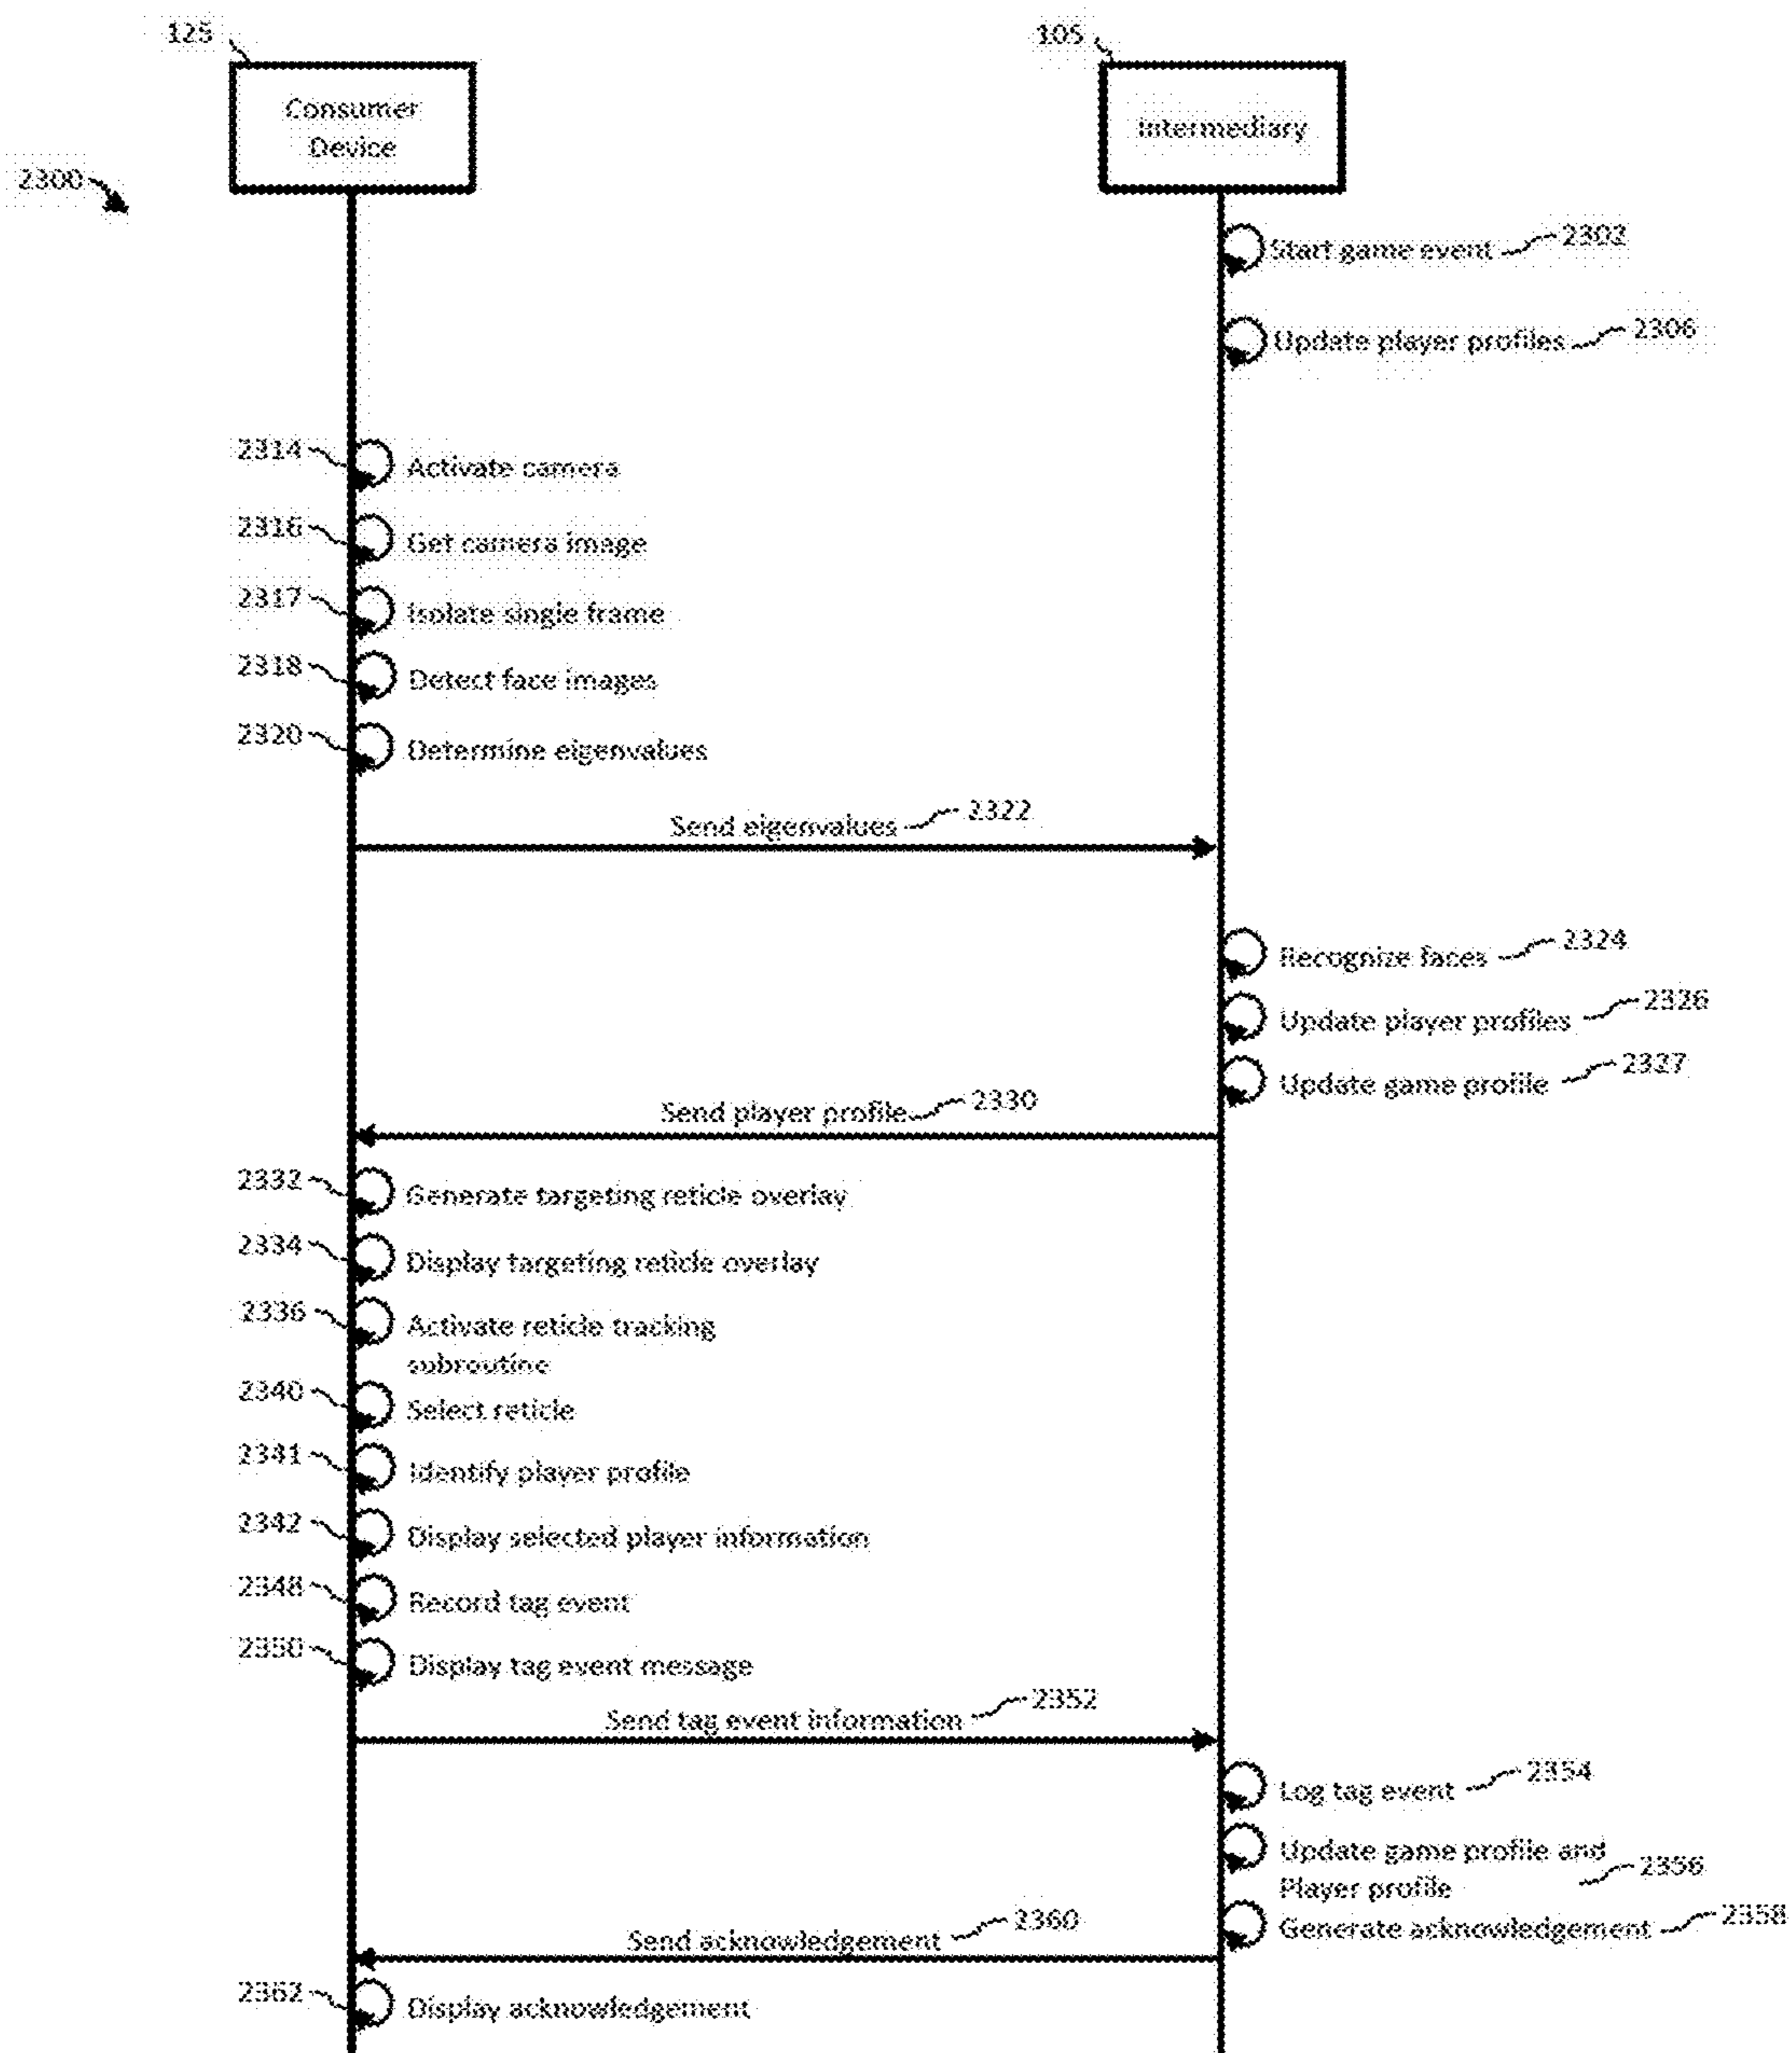 125
105
Consumer
Device
Intermediary
2300
Start game event
2302
Update player profiles
2306
2314
Activate camera
2316
Get camera image
2317
Isolate single frame
2318
Detect face images
2320
Determine eigenvalues
Send eigenvalues
2322
Recognize faces
2324
Update player profiles
2326
Update game profile
2327
Send player profile
2330
2332
Generate targeting reticle overlay
2334
Display targeting reticle overlay
2336
Activate reticle tracking
subroutine
2340
Select reticle
2341
Identify player profile
2342
Display selected player information
2348
Record tag event
2350
Display tag event message
Send tag event information
2352
Log tag event
2354
Update game profile and
Player profile
2356
Generate acknowledgement
2358
Send acknowledgement
2360
2362
Display acknowledgement